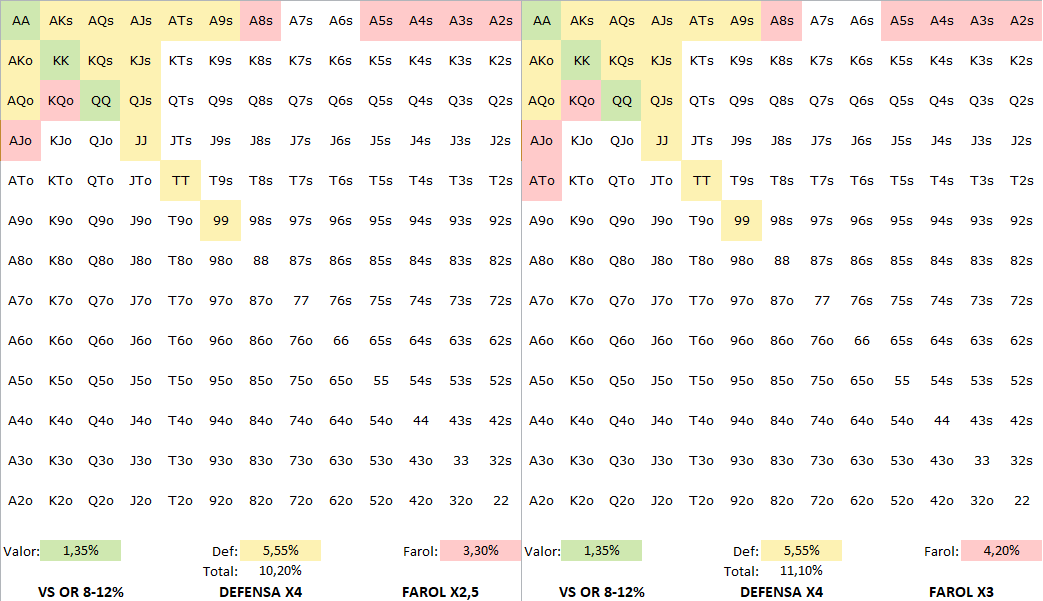 AA AKs AQs AJs ATs A9s A8s A7s A6s A5s A4s A3s A2s AA AKs AQs AJs ATs A9s A8s A7s A6s A5s A4s A3s A2s
AKo KK KQs KJs KTs K9s K8s K7s K6s K5s K4s K3s K2s AKo KK KQs KJs KTs K9s K8s K7s K6s K5s K4s K3s K2s
AQo KQo QQ QJs QTs Q9s Q8s Q7s Q6s Q5s Q4s Q3s Q2s AQo KQo QQ QJs QTs Q9s Q8s Q7s Q6s Q5s Q4s Q3s Q2s
AJo KJo QJo JJ JTs J9s J8s J7s J6s J5s J4s J3s J2s AJo KJo QJo JJ JTs J9s J8s J7s J6s J5s J4s J3s J2s
ATo KTo QTo JTo TT T9s T8s T7s T6s T5s T4s T3s T2s ATo KTo QTo JTo TT T9s T8s T7s T6s T5s T4s T3s T2s
A9o K9o Q9o J9o T9o 99 98s 97s 96s 95s 94s 93s 92s A9o K9o Q9o J9o T9o 99 98s 97s 96s 95s 94s 93s 92s
A8o K8o Q8o J8o T8o 98o 88 87s 86s 85s 84s 83s 82s A8o K8o Q8o J8o T8o 98o 88 87s 86s 85s 84s 83s 82s
A7o K7o Q7o J7o T7o 97o 87o 77 76s 75s 74s 73s 72s A7o K7o Q7o J7o T7o 97o 87o 77 76s 75s 74s 73s 72s
A6o K6o Q6o J6o T6o 96o 86o 76o 66 65s 64s 63s 62s A6o K6o Q6o J6o T6o 96o 86o 76o 66 65s 64s 63s 62s
A5o K5o Q5o J5o T5o 95o 85o 75o 65o 55 54s 53s 52s A5o K5o Q5o J5o T5o 95o 85o 75o 65o 55 54s 53s 52s
A4o K4o Q4o J4o T4o 94o 84o 74o 64o 54o 44 43s 42s A4o K4o Q4o J4o T4o 94o 84o 74o 64o 54o 44 43s 42s
A3o K3o Q3o J3o T3o 93o 83o 73o 63o 53o 43o 33 32s A3o K3o Q3o J3o T3o 93o 83o 73o 63o 53o 43o 33 32s
A2o K2o Q2o J2o T2o 92o 82o 72o 62o 52o 42o 32o 22 A2o K2o Q2o J2o T2o 92o 82o 72o 62o 52o 42o 32o 22
Valor: 1,35% Def: 5,55% Farol: 3,30% Valor: 1,35% Def: 5,55% Farol: 4,20%
Total: 10,20% Total: 11,10%
VS OR 8-12% DEFENSA X4 FAROL X2,5 VS OR 8-12% DEFENSA X4 FAROL X3